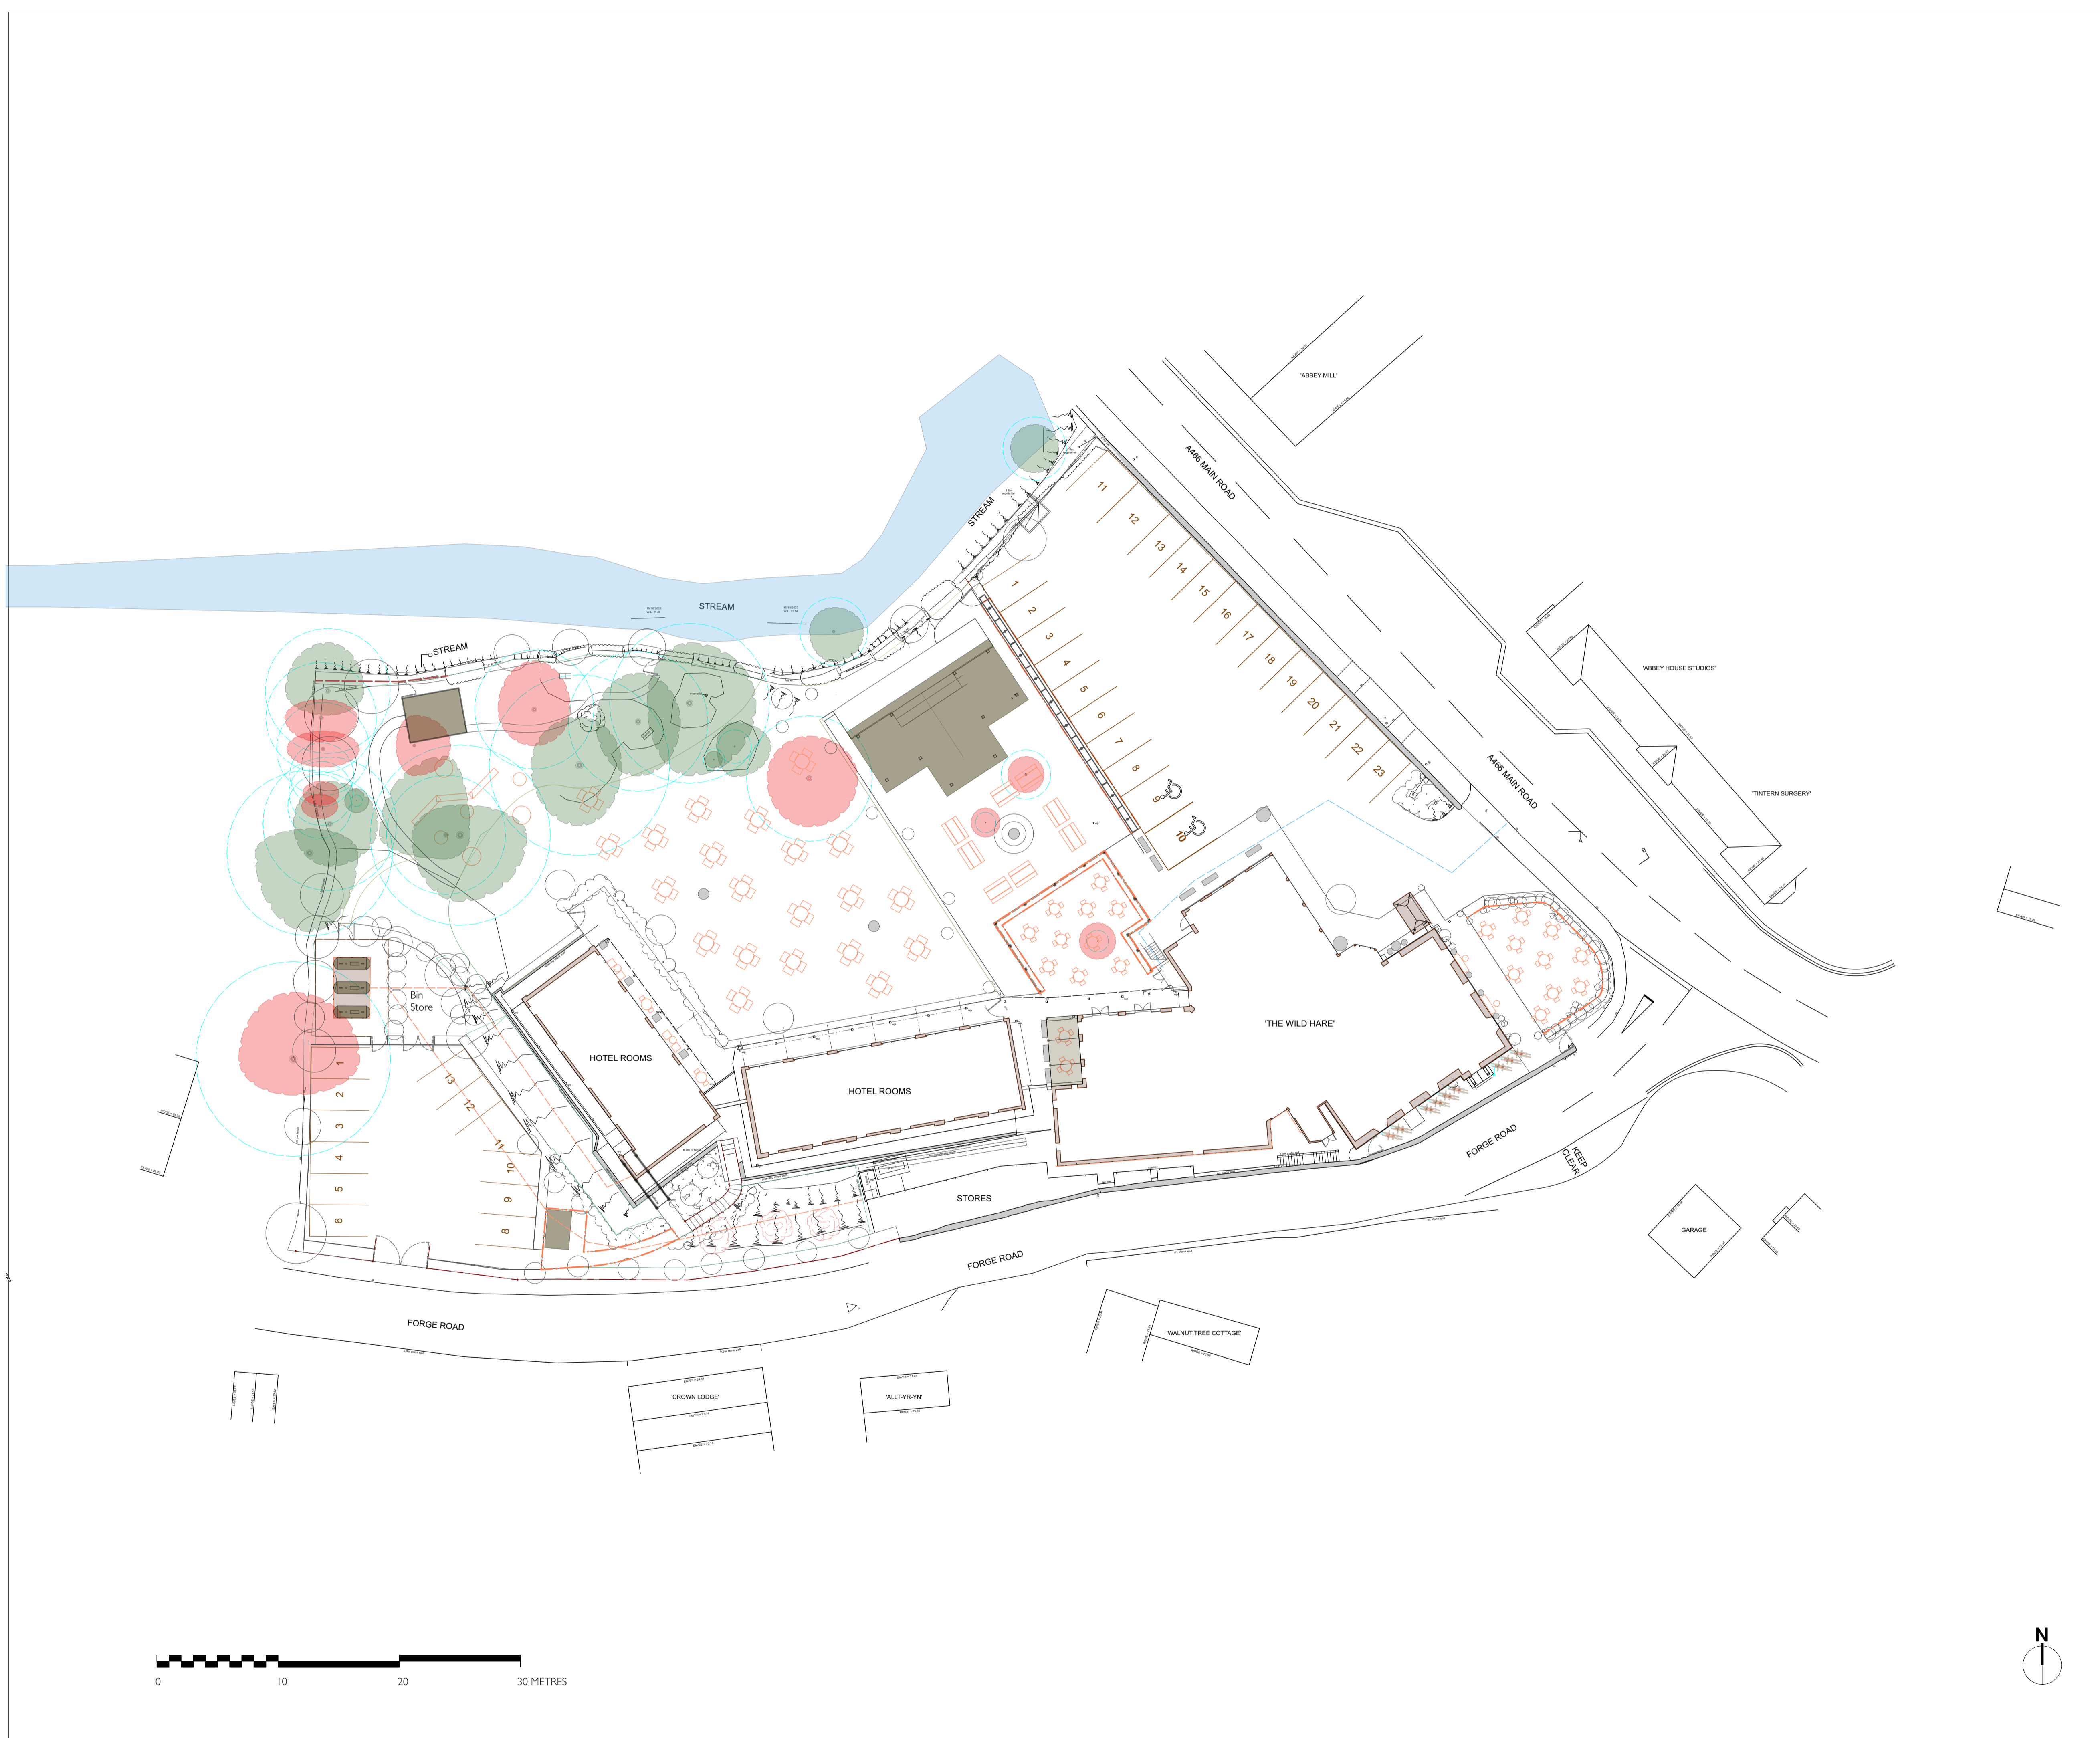 'ABBEY MILL'
A466 MAIN ROAD
STREAM
STREAM
STREAM
11
12
13
14
15
16
17
18
19
20
21
22
23
1
2
3
4
5
6
7
8
9
10
'ABBEY HOUSE STUDIOS'
A466 MAIN ROAD
'TINTERN SURGERY'
A
B
Bin
Store
HOTEL ROOMS
HOTEL ROOMS
'THE WILD HARE'
1
2
3
4
5
6
13
12
11
10
9
8
STORES
FORGE ROAD
KEEP
CLEAR
FORGE ROAD
GARAGE
FORGE ROAD
'WALNUT TREE COTTAGE'
'CROWN LODGE'
'ALLT-YR-YN'
N
0 10 20 30 METRES